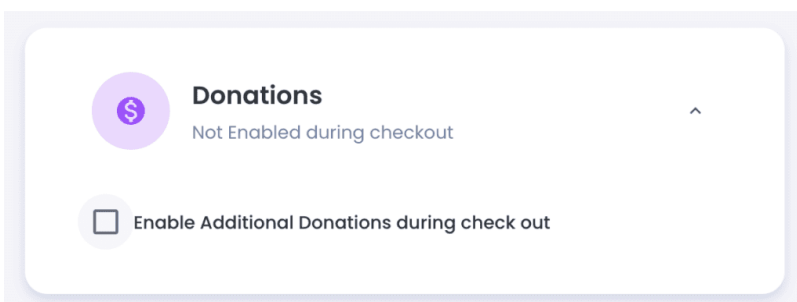 $
Donations
Not Enabled during checkout
Enable Additional Donations during check out